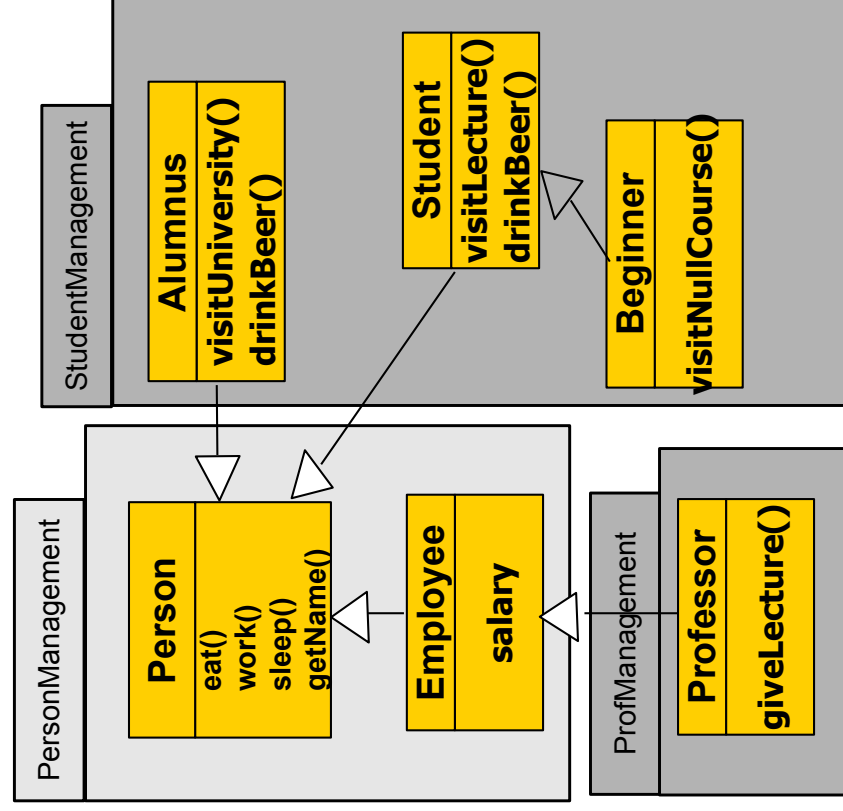 PersonManagement
Person
eat()
work()
sleep()
getName()
Employee
salary
ProfManagement
Professor
giveLecture()
StudentManagement
Alumnus
visitUniversity()
drinkBeer()
Student
visitLecture()
drinkBeer()
Beginner
visitNullCourse()